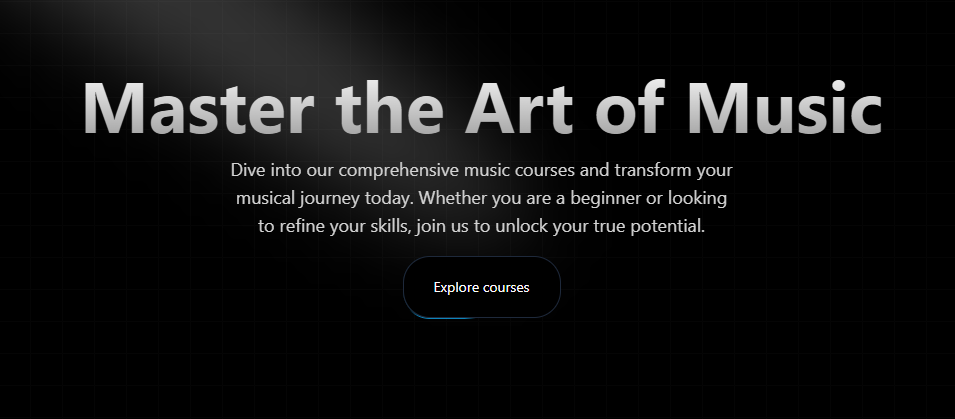 Master the Art of Music
Dive into our comprehensive music courses and transform your
musical journey today. Whether you are a beginner or looking
to refine your skills, join us to unlock your true potential.
Explore courses